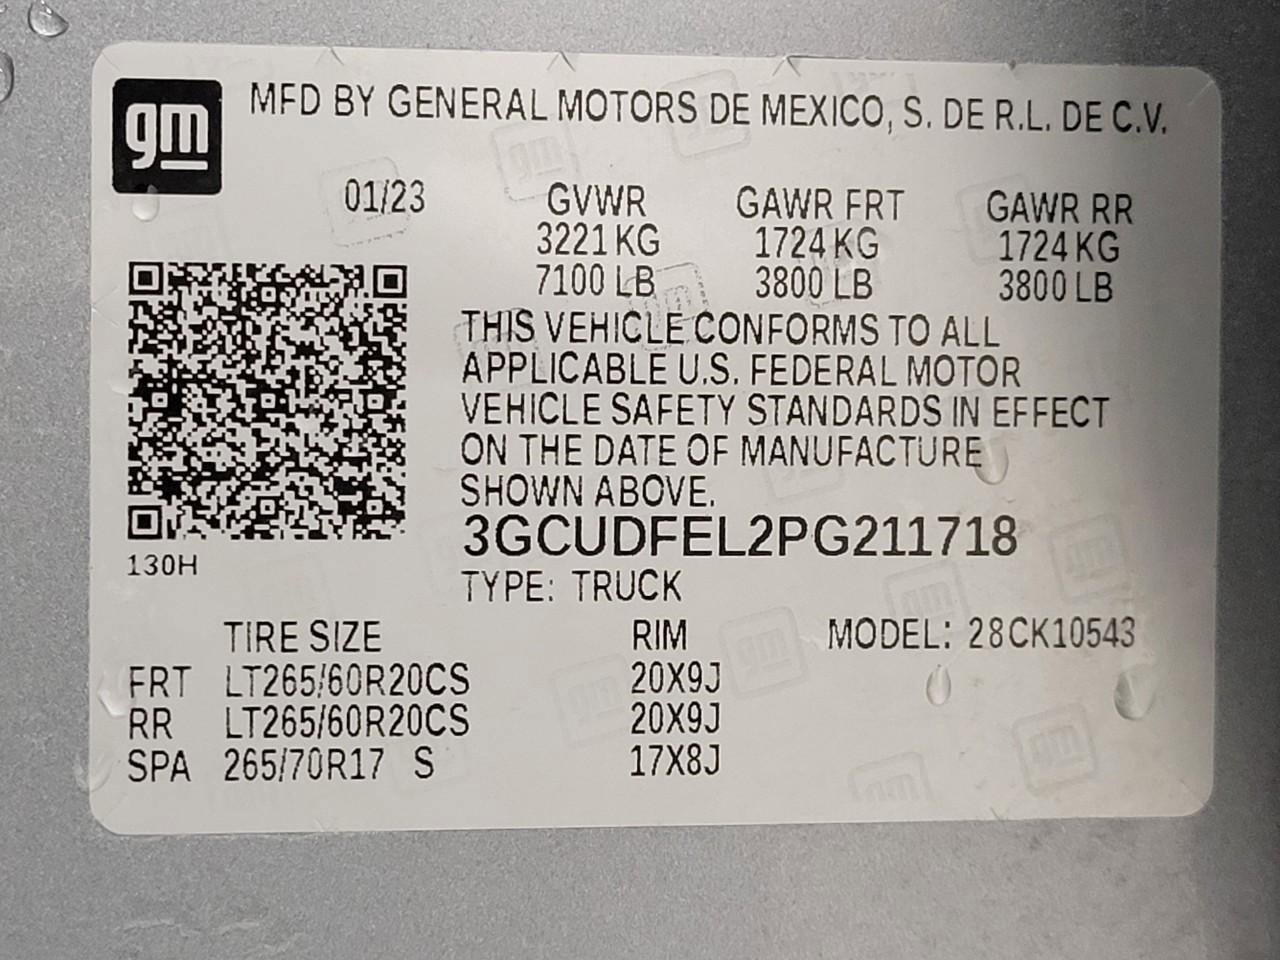 gm MFD BY GENERAL MOTORS DE MEXICO, S. DE R.L. DE C.V.
01/23 GVWR GAWR FRT GAWR RR
3221 KG 1724 KG 1724 KG
7100 LB 3800 LB 3800 LB
THIS VEHICLE CONFORMS TO ALL
APPLICABLE U.S. FEDERAL MOTOR
VEHICLE SAFETY STANDARDS IN EFFECT
ON THE DATE OF MANUFACTURE
SHOWN ABOVE.
3GCUDFEL2PG211718
130H
TYPE: TRUCK
TIRE SIZE RIM MODEL: 28CK10543
FRT LT265/60R20CS 20X9J
RR LT265/60R20CS 20X9J
SPA 265/70R17 S 17X8J